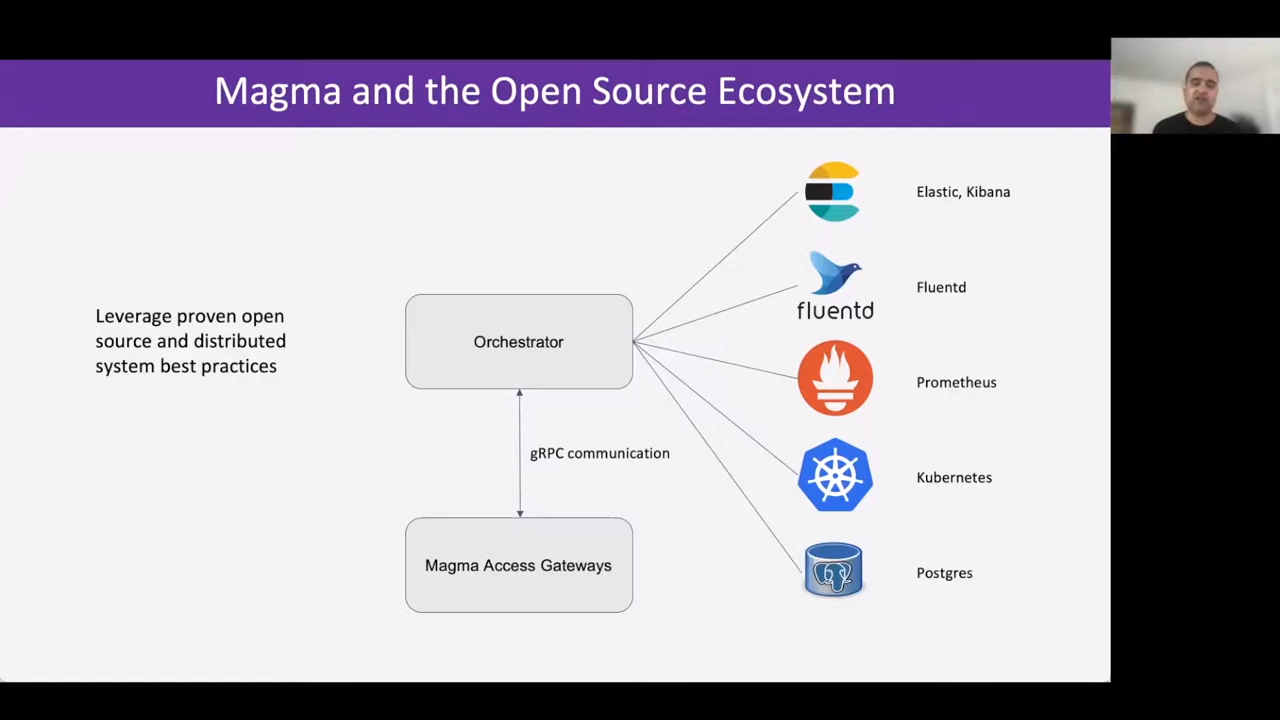 Magma and the Open Source Ecosystem
Elastic, Kibana
fluentd
Fluentd
Leverage proven open
source and distributed
system best practices
Orchestrator
Prometheus
gRPC communication
Kubernetes
Magma Access Gateways
Postgres